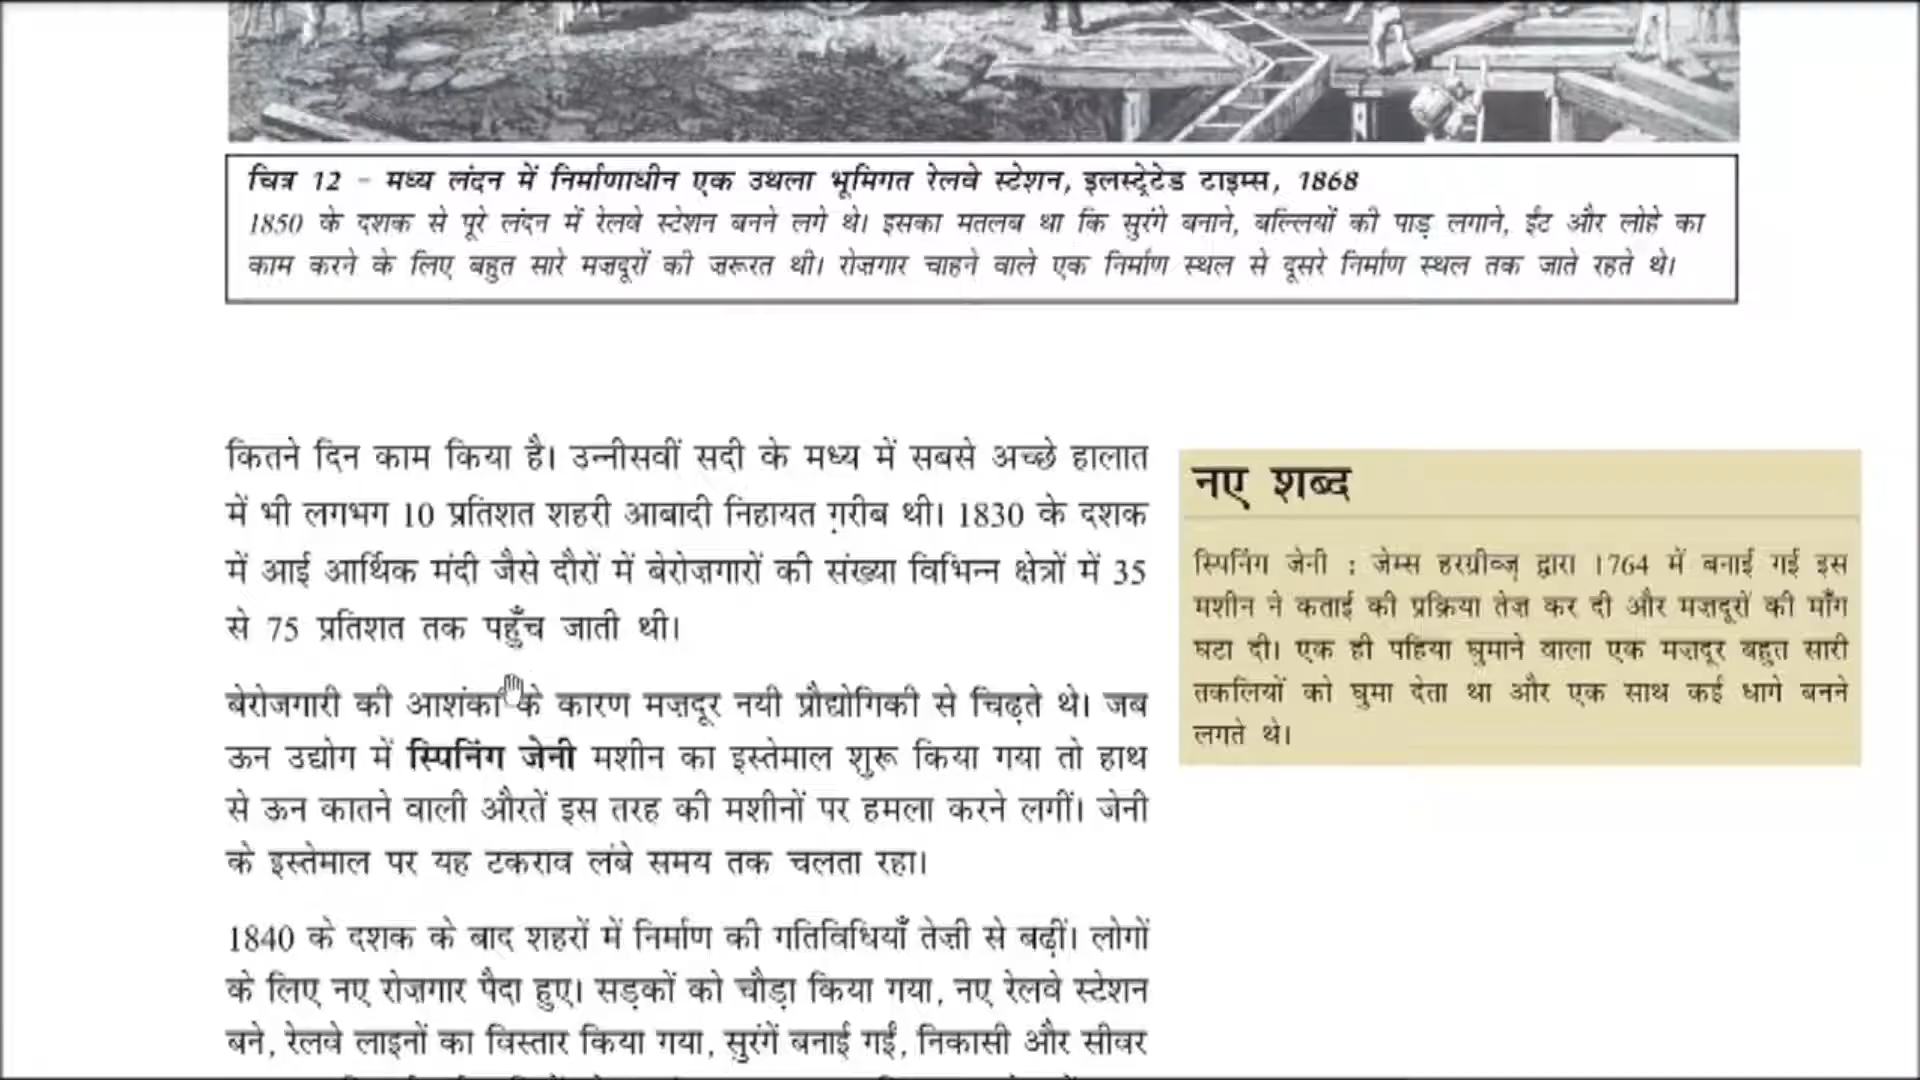 चित्र 12 - मध्य लंदन में निर्माणाधीन एक उथला भूमिगत रेलवे स्टेशन, इलस्ट्रेटेड टाइम्स, 1868
1850 के दशक से पूरे लंदन में रेलवे स्टेशन बनने लगे थे। इसका मतलब था कि सुरंगे बनाने, बल्लियों की पाड़ लगाने, ईंट और लोहे का
काम करने के लिए बहुत सारे मज़दूरों की ज़रूरत थी। रोज़गार चाहने वाले एक निर्माण स्थल से दूसरे निर्माण स्थल तक जाते रहते थे।
कितने दिन काम किया है। उन्नीसवीं सदी के मध्य में सबसे अच्छे हालात
में भी लगभग 10 प्रतिशत शहरी आबादी निहायत ग़रीब थी। 1830 के दशक
में आई आर्थिक मंदी जैसे दौरों में बेरोज़गारों की संख्या विभिन्न क्षेत्रों में 35
से 75 प्रतिशत तक पहुँच जाती थी।
बेरोजगारी की आशंका के कारण मज़दूर नयी प्रौद्योगिकी से चिढ़ते थे। जब
ऊन उद्योग में स्पिनिंग जेनी मशीन का इस्तेमाल शुरू किया गया तो हाथ
से ऊन कातने वाली औरतें इस तरह की मशीनों पर हमला करने लगीं। जेनी
के इस्तेमाल पर यह टकराव लंबे समय तक चलता रहा।
1840 के दशक के बाद शहरों में निर्माण की गतिविधियाँ तेज़ी से बढ़ीं। लोगों
के लिए नए रोज़गार पैदा हुए। सड़कों को चौड़ा किया गया, नए रेलवे स्टेशन
बने, रेलवे लाइनों का विस्तार किया गया, सुरंगें बनाई गईं, निकासी और सीवर
नए शब्द
स्पिनिंग जेनी : जेम्स हरग्रीव्ज़ द्वारा 1764 में बनाई गई इस
मशीन ने कताई की प्रक्रिया तेज़ कर दी और मज़दूरों की माँग
घटा दी। एक ही पहिया घुमाने वाला एक मज़दूर बहुत सारी
तकलियों को घुमा देता था और एक साथ कई धागे बनने
लगते थे।